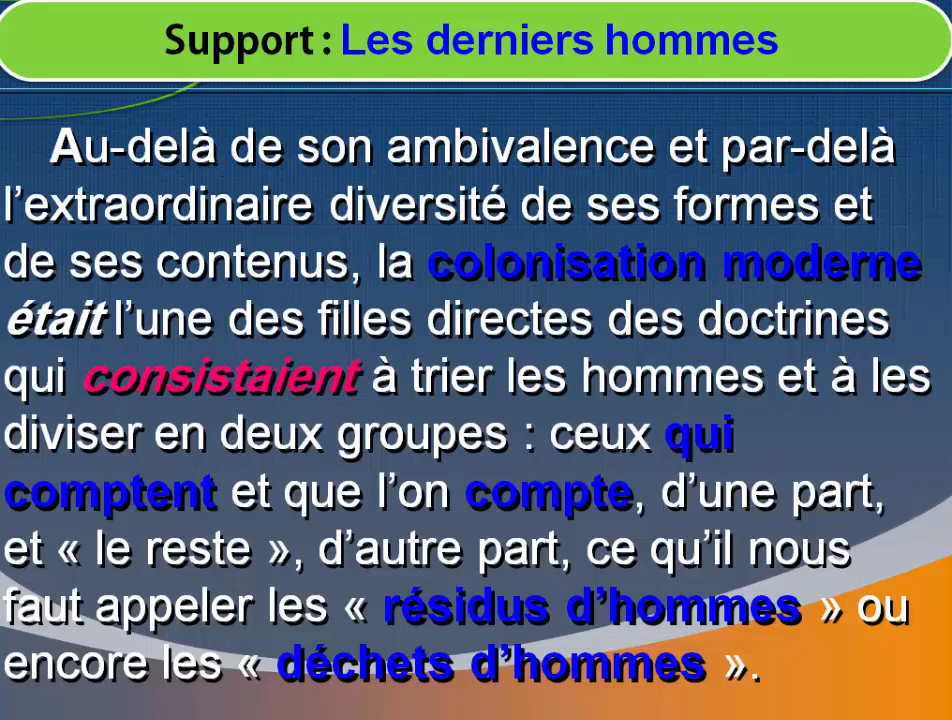 Support : Les derniers hommes
Au-delà de son ambivalence et par-delà
l’extraordinaire diversité de ses formes et
de ses contenus, la colonisation moderne
était l’une des filles directes des doctrines
qui consistaient à trier les hommes et à les
diviser en deux groupes : ceux qui
comptent et que l’on compte, d’une part,
et « le reste », d’autre part, ce qu’il nous
faut appeler les « résidus d’hommes » ou
encore les « déchets d’hommes ».